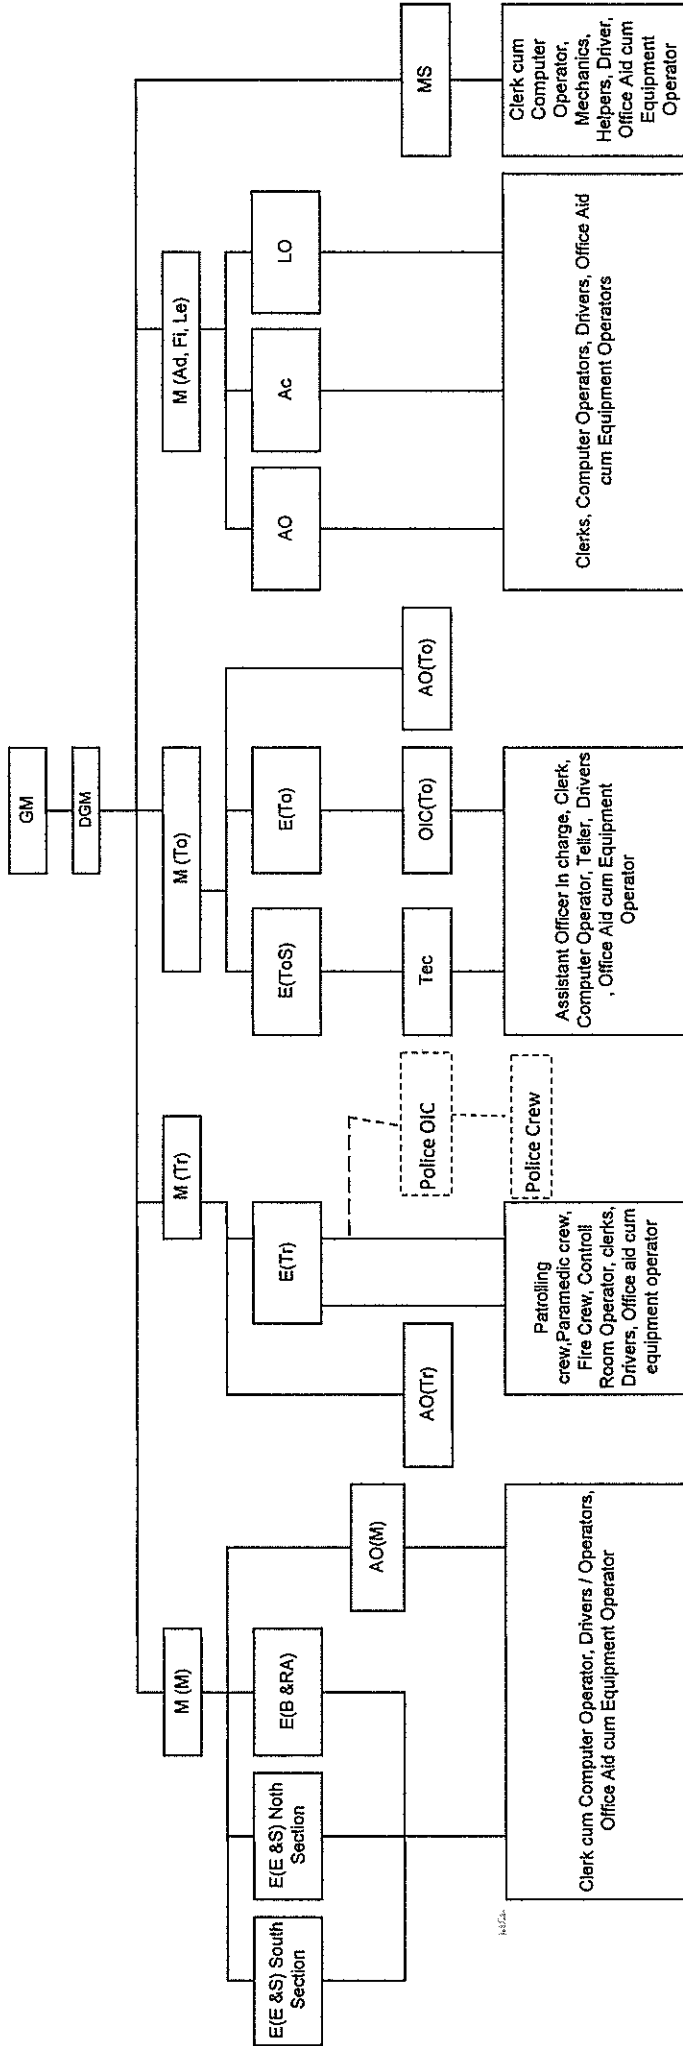 GM
DGM
M (M)
M (Tr)
M (To)
M (Ad, Fi, Le)
E(E &S) South
Section
E(E &S) Noth
Section
E(B &RA)
AO(M)
E(Tr)
AO(Tr)
Police OIC
Police Crew
E(ToS)
E(To)
Tec
OIC(To)
AO(To)
AO
Ac
LO
MS
Clerk cum Computer Operator, Drivers / Operators,
Office Aid cum Equipment Operator
Patrolling
crew,Paramedic crew,
Fire Crew, Controll
Room Operator, clerks,
Drivers, Office aid cum
equipment operator
Assistant Officer In charge, Clerk,
Computer Operator, Teller, Drivers
, Office Aid cum Equipment
Operator
Clerks, Computer Operators, Drivers, Office Aid
cum Equipment Operators
Clerk cum
Computer
Operator,
Mechanics,
Helpers, Driver,
Office Aid cum
Equipment
Operator